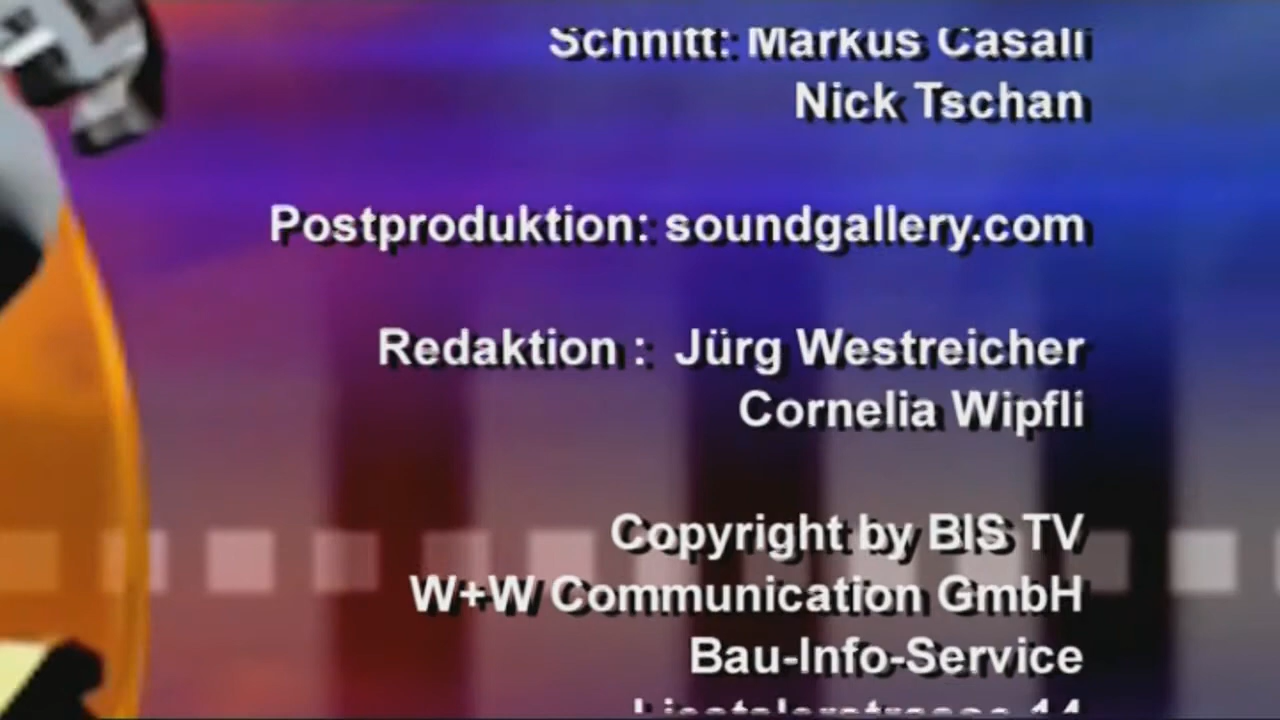 Schnitt: Markus Casali
Nick Tschan
Postproduktion: soundgallery.com
Redaktion : Jürg Westreicher
Cornelia Wipfli
Copyright by BIS TV
W+W Communication GmbH
Bau-Info-Service
14